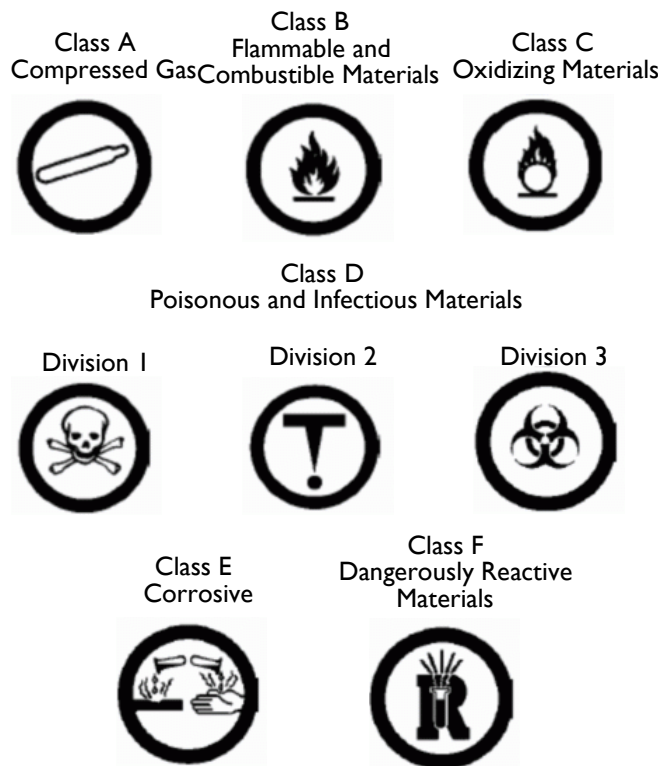 Class A
Compressed Gas
Class B
Flammable and
Combustible Materials
Class C
Oxidizing Materials
Class D
Poisonous and Infectious Materials
Division 1
Division 2
Division 3
Class E
Corrosive
Class F
Dangerously Reactive
Materials
R